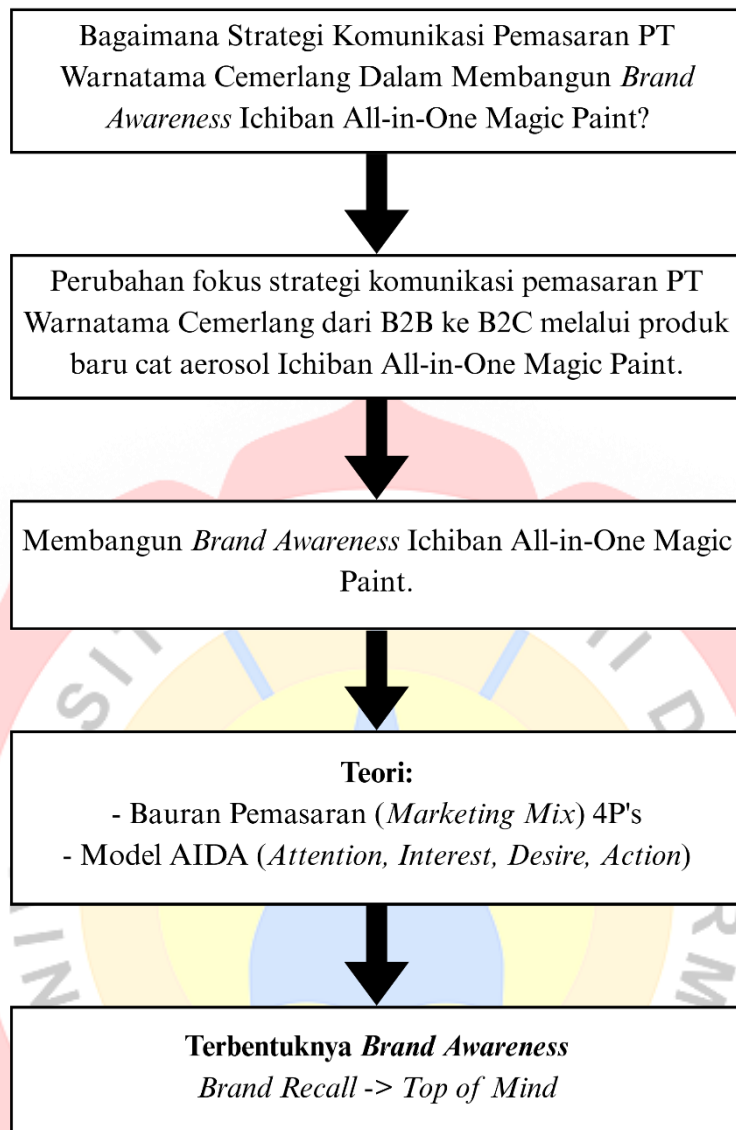 Bagaimana Strategi Komunikasi Pemasaran PT
Warnatama Cemerlang Dalam Membangun Brand
Awareness Ichiban All-in-One Magic Paint?
Perubahan fokus strategi komunikasi pemasaran PT
Warnatama Cemerlang dari B2B ke B2C melalui produk
baru cat aerosol Ichiban All-in-One Magic Paint.
Membangun Brand Awareness Ichiban All-in-One Magic
Paint.
Teori:
- Bauran Pemasaran (Marketing Mix) 4P's
- Model AIDA (Attention, Interest, Desire, Action)
Terbentuknya Brand Awareness
Brand Recall -> Top of Mind